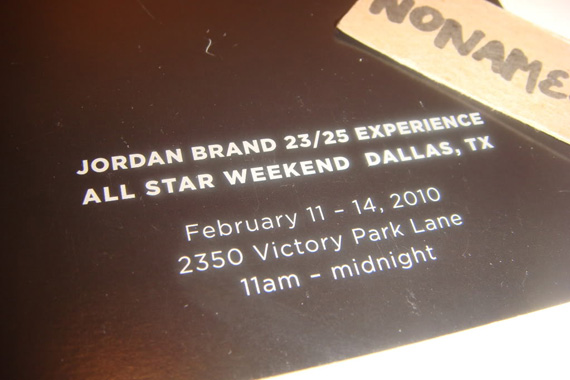 NONAME
JORDAN BRAND 23/25 EXPERIENCE
ALL STAR WEEKEND DALLAS, TX
February 11 – 14, 2010
2350 Victory Park Lane
11am – midnight